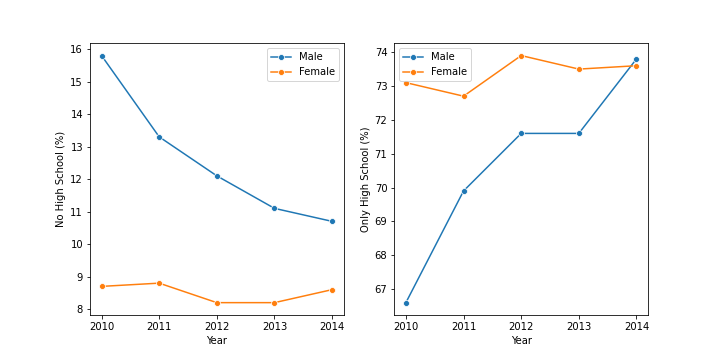 No High School (%)
16
15
14
13
12
11
10
9
8
Male
Female
2010 2011 2012 2013 2014
Year
Only High School (%)
74
73
72
71
70
69
68
67
Male
Female
2010 2011 2012 2013 2014
Year